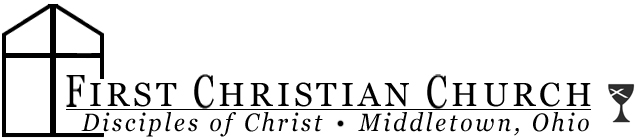 FIRST CHRISTIAN CHURCH
Disciples of Christ • Middletown, Ohio